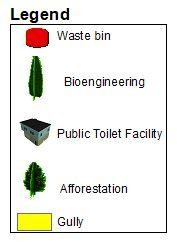 Legend
Waste bin
Bioengineering
Public Toilet Facility
Afforestation
Gully